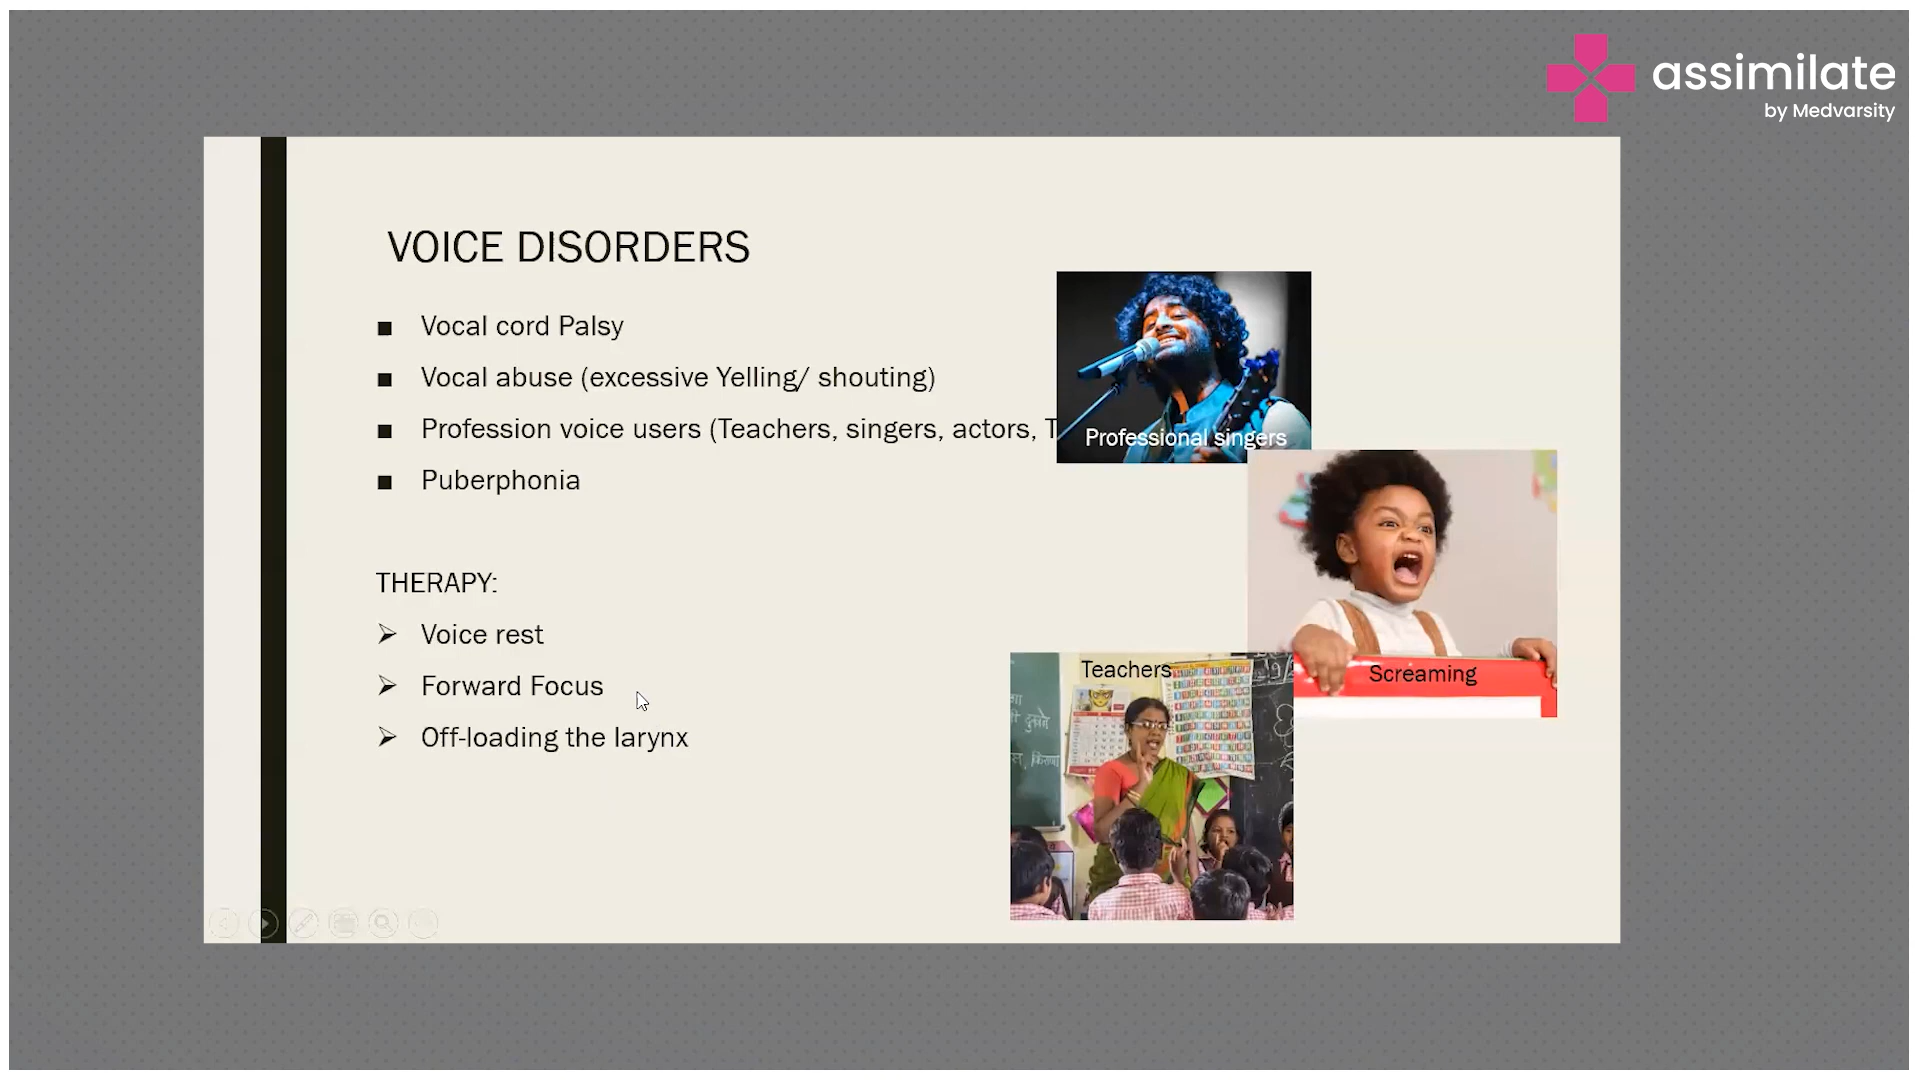 assimilate
by Medvarsity
VOICE DISORDERS
■ Vocal cord Palsy
■ Vocal abuse (excessive Yelling/ shouting)
■ Profession voice users (Teachers, singers, actors, T
■ Puberphonia
THERAPY:
➢ Voice rest
➢ Forward Focus
➢ Off-loading the larynx
Professional singers
Screaming
Teachers